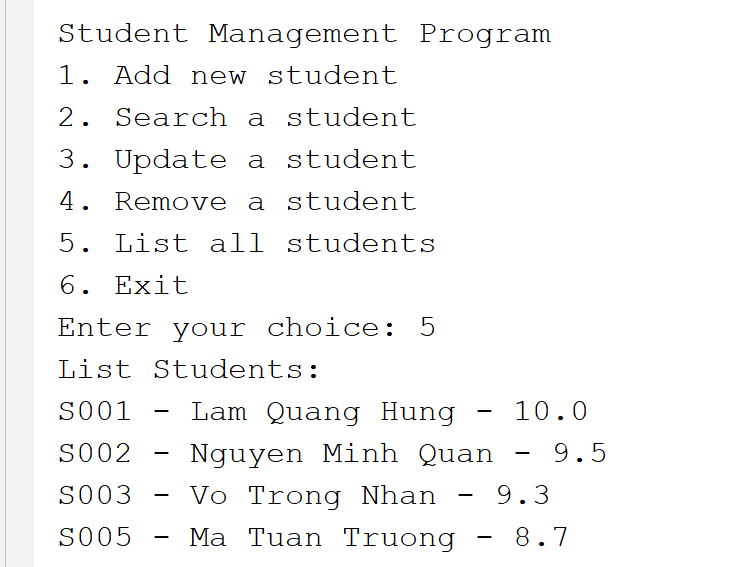 Student Management Program
1. Add new student
2. Search a student
3. Update a student
4. Remove a student
5. List all students
6. Exit
Enter your choice: 5
List Students:
S001 - Lam Quang Hung - 10.0
S002 - Nguyen Minh Quan - 9.5
S003 - Vo Trong Nhan - 9.3
S005 - Ma Tuan Truong - 8.7